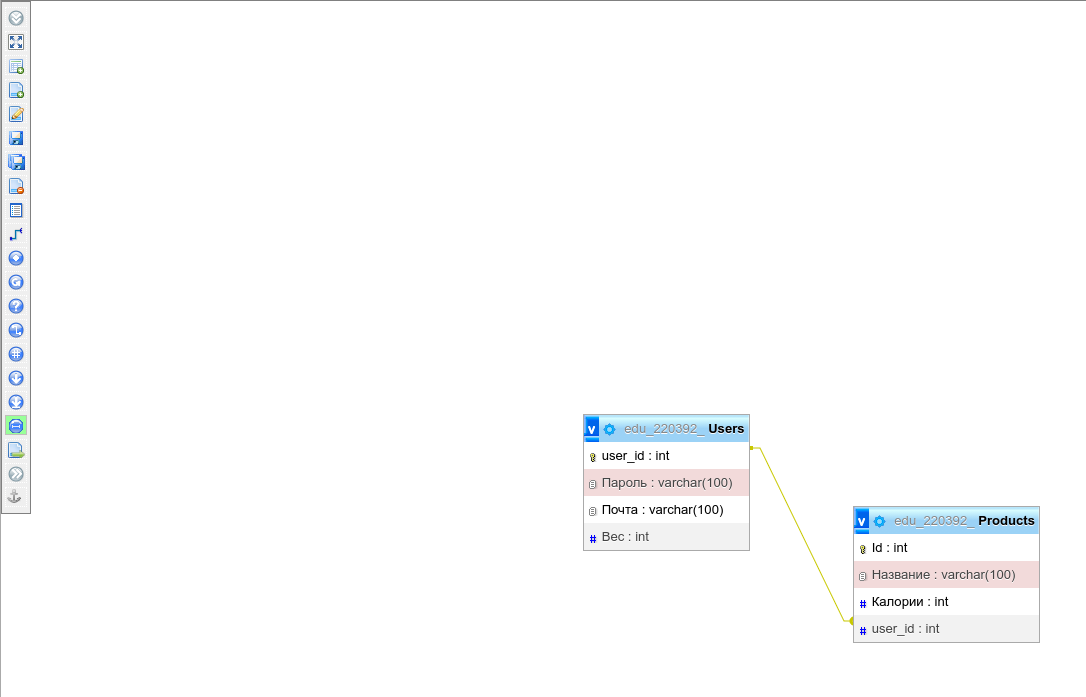 v edu_220392_ Users
user_id : int
Пароль : varchar(100)
Почта : varchar(100)
# Вес : int
v edu_220392_ Products
Id : int
Название : varchar(100)
# Калории : int
# user_id : int